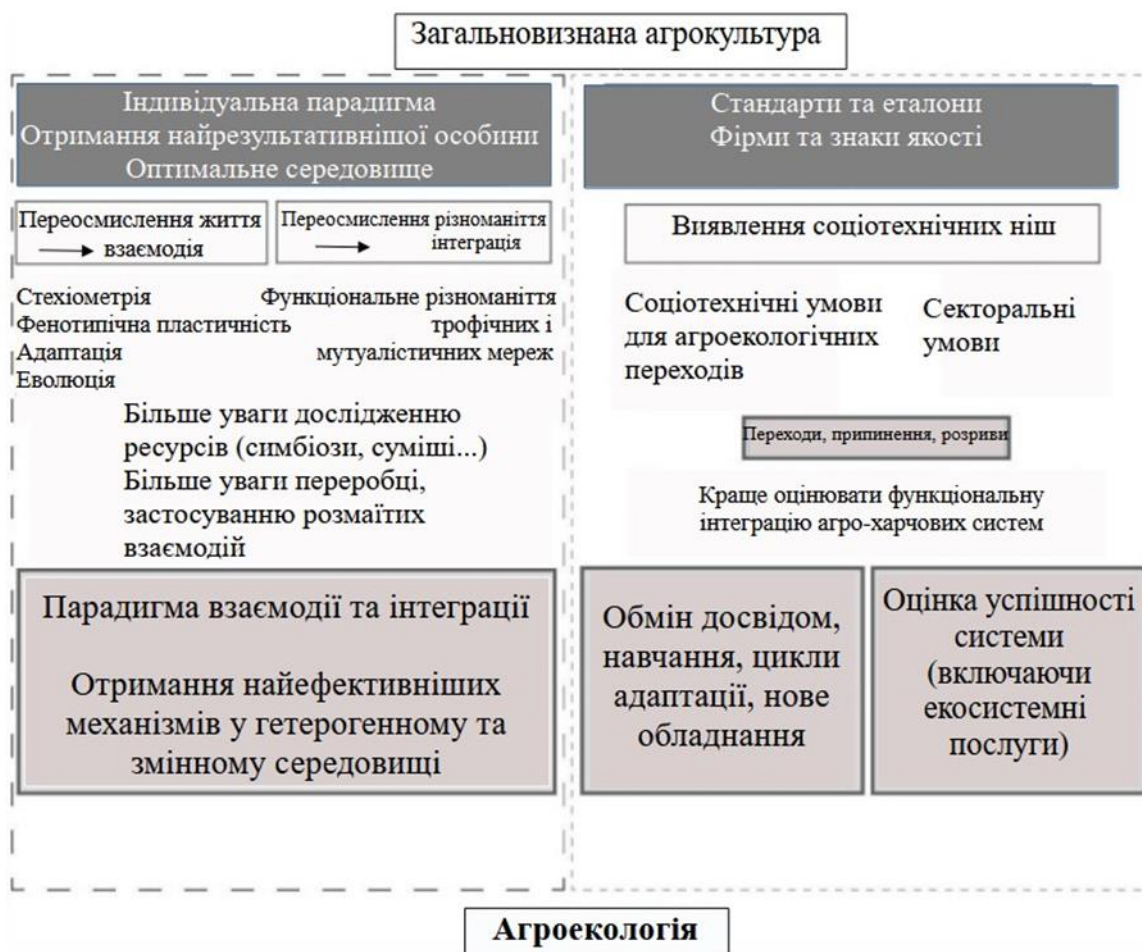 Загальновизнана агрокультура
Індивідуальна парадигма
Отримання найрезультативнішої особини
Оптимальне середовище
Переосмислення життя
взаємодія
Переосмислення різноманіття
інтеграція
Стехіометрія
Фенотипічна пластичність
Адаптація
Еволюція
Функціональне різноманіття
трофічних і
мутуалістичних мереж
Більше уваги дослідженню
ресурсів (симбіози, суміші...)
Більше уваги переробці,
застосуванню розмаїтих
взаємодій
Парадигма взаємодії та інтеграції
Отримання найефективніших
механізмів у гетерогенному та
змінному середовищі
Стандарти та еталони
Фірми та знаки якості
Виявлення соціотехнічних ніш
Соціотехнічні умови
для агроекологічних
переходів
Секторальні
умови
Переходи, припинення, розриви
Краще оцінювати функціональну
інтеграцію агро-харчових систем
Обмін досвідом,
навчання, цикли
адаптації, нове
обладнання
Оцінка успішності
системи
(включаючи
екосистемні
послуги)
Агроекологія